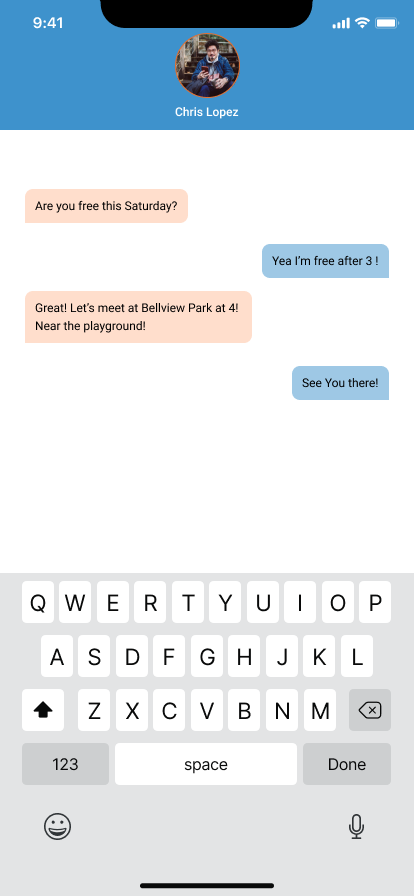 9:41
Chris Lopez
Are you free this Saturday?
Yea I’m free after 3 !
Great! Let’s meet at Bellview Park at 4!
Near the playground!
See You there!
Q W E R T Y U I O P
A S D F G H J K L
Z X C V B N M
123 space Done